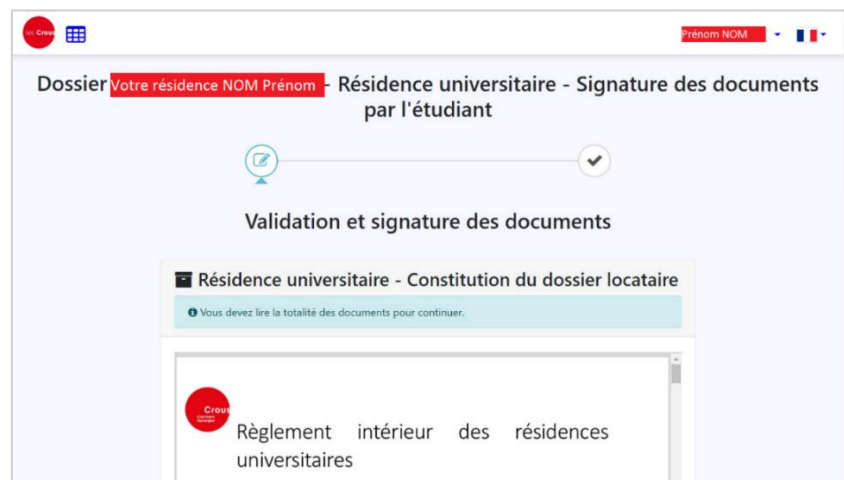 les Crous
Prénom NOM
Dossier Votre résidence NOM Prénom - Résidence universitaire - Signature des documents
par l'étudiant
Validation et signature des documents
Résidence universitaire - Constitution du dossier locataire
Vous devez lire la totalité des documents pour continuer.
Crous
Règlement intérieur des résidences
universitaires